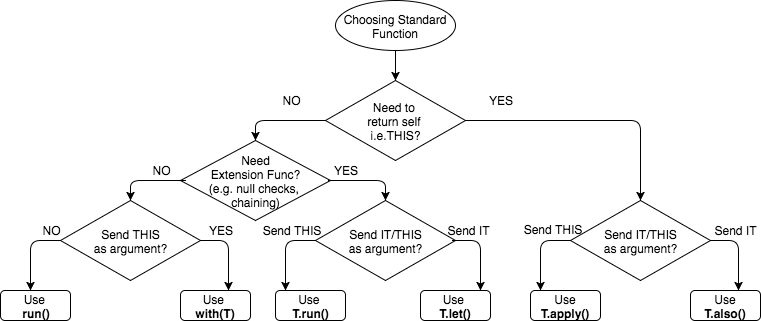 Choosing Standard
Function
NO
YES
Need to
return self
i.e.THIS?
NO
Need
Extension Func?
(e.g. null checks,
chaining)
YES
NO
Send THIS
as argument?
YES
Send THIS
Send IT/THIS
as argument?
Send IT
Send THIS
Send IT/THIS
as argument?
Send IT
Use
run()
Use
with(T)
Use
T.run()
Use
T.let()
Use
T.apply()
Use
T.also()